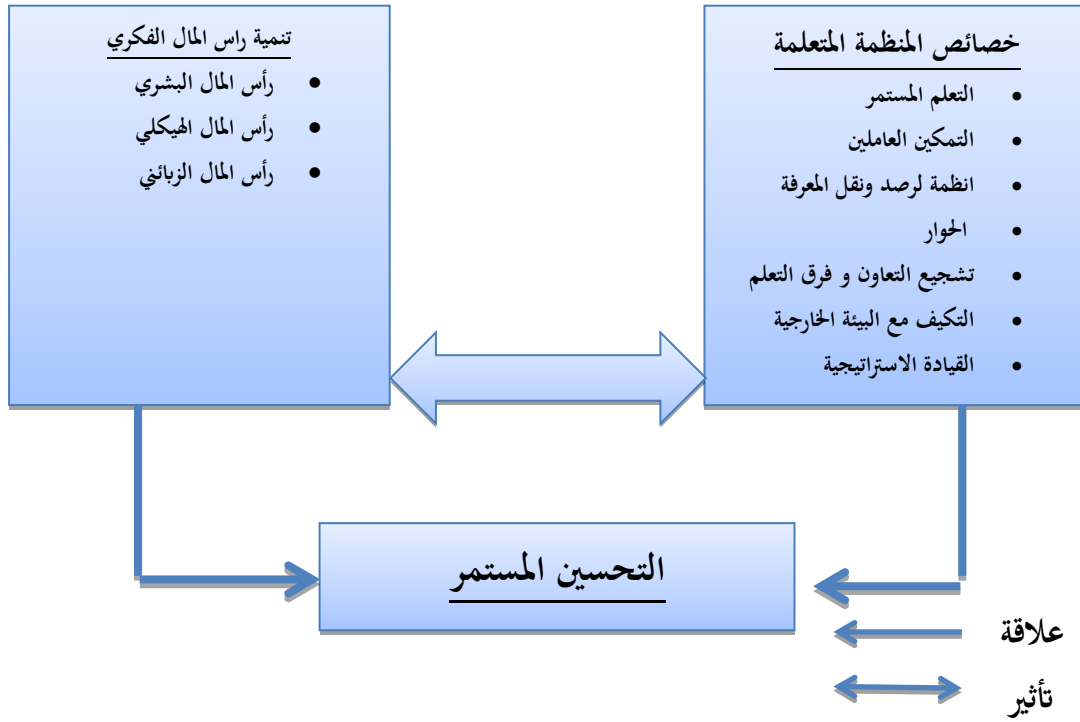 خصائص المنظمة المتعلمة
• التعلم المستمر
• التمكين العاملين
• انظمة لرصد ونقل المعرفة
• الحوار
• تشجيع التعاون و فرق التعلم
• التكيف مع البيئة الخارجية
• القيادة الاستراتيجية
تنمية راس المال الفكري
• رأس المال البشري
• رأس المال الهيكلي
• رأس المال الزبائني
التحسين المستمر
علاقة
تأثير